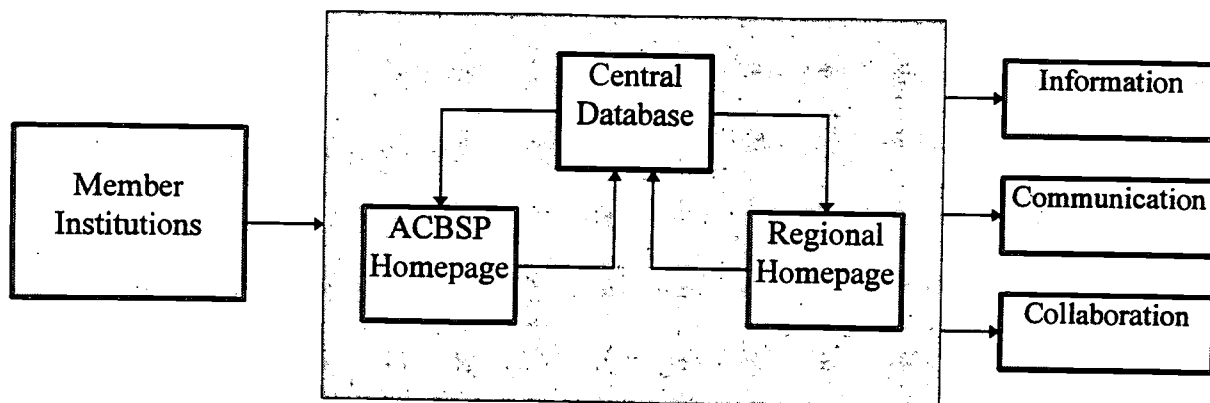 Member
Institutions
Central
Database
ACBSP
Homepage
Regional
Homepage
Information
Communication
Collaboration